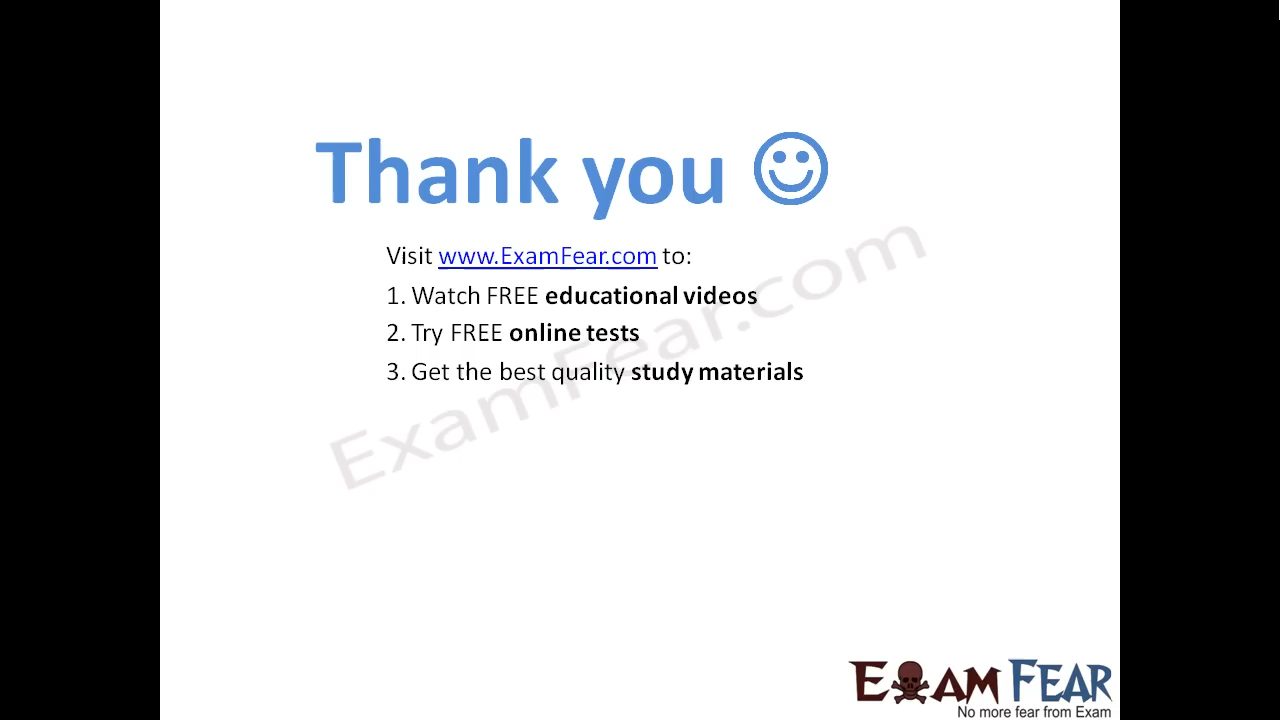 Thank you ☺
Visit www.ExamFear.com to:
1. Watch FREE educational videos
2. Try FREE online tests
3. Get the best quality study materials
ExamFear.com
EXAM FEAR
No more fear from Exam